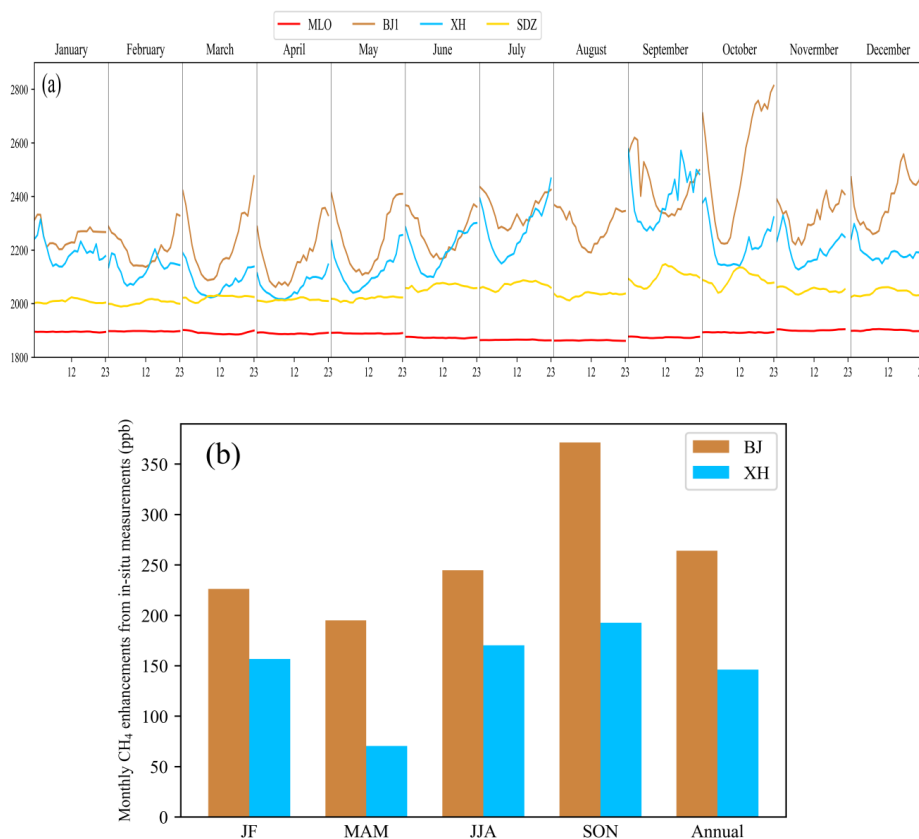 MLO BJ1 XH SDZ
January February March April May June July August September October Novermber December
(a)
2800
2600
2400
2200
2000
1800
12 23 12 23 12 23 12 23 12 23 12 23 12 23 12 23 12 23 12 23 12 23 12
(b)
BJ
XH
Monthly CH₄ enhancements from in-situ measurements (ppb)
350
300
250
200
150
100
50
0
JF MAM JJA SON Annual